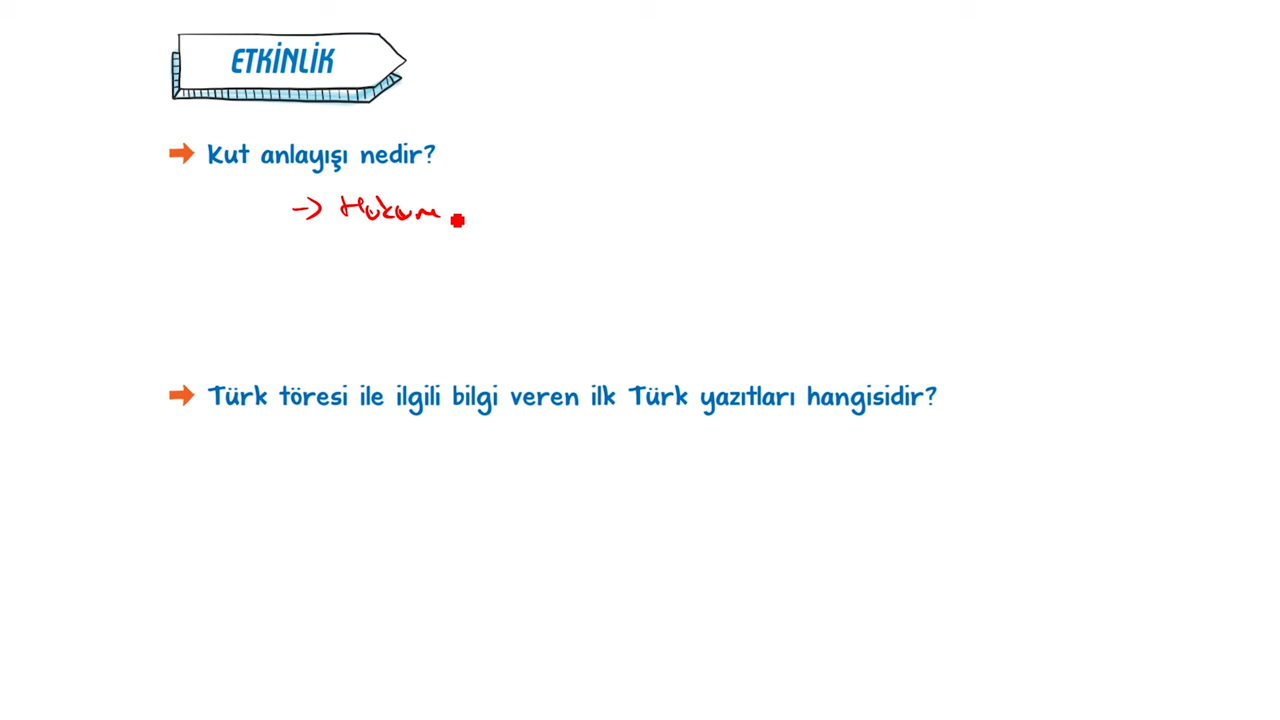 ETKİNLİK
Kut anlayışı nedir?
→ Hukum
Türk töresi ile ilgili bilgi veren ilk Türk yazıtları hangisidir?